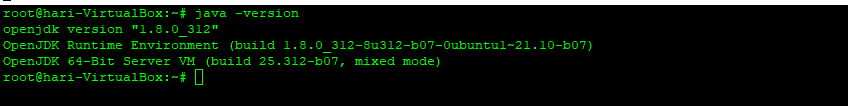 root@hari-VirtualBox:~# java -version
openjdk version "1.8.0_312"
OpenJDK Runtime Environment (build 1.8.0_312-8u312-b07-0ubuntu1~21.10-b07)
OpenJDK 64-Bit Server VM (build 25.312-b07, mixed mode)
root@hari-VirtualBox:~#